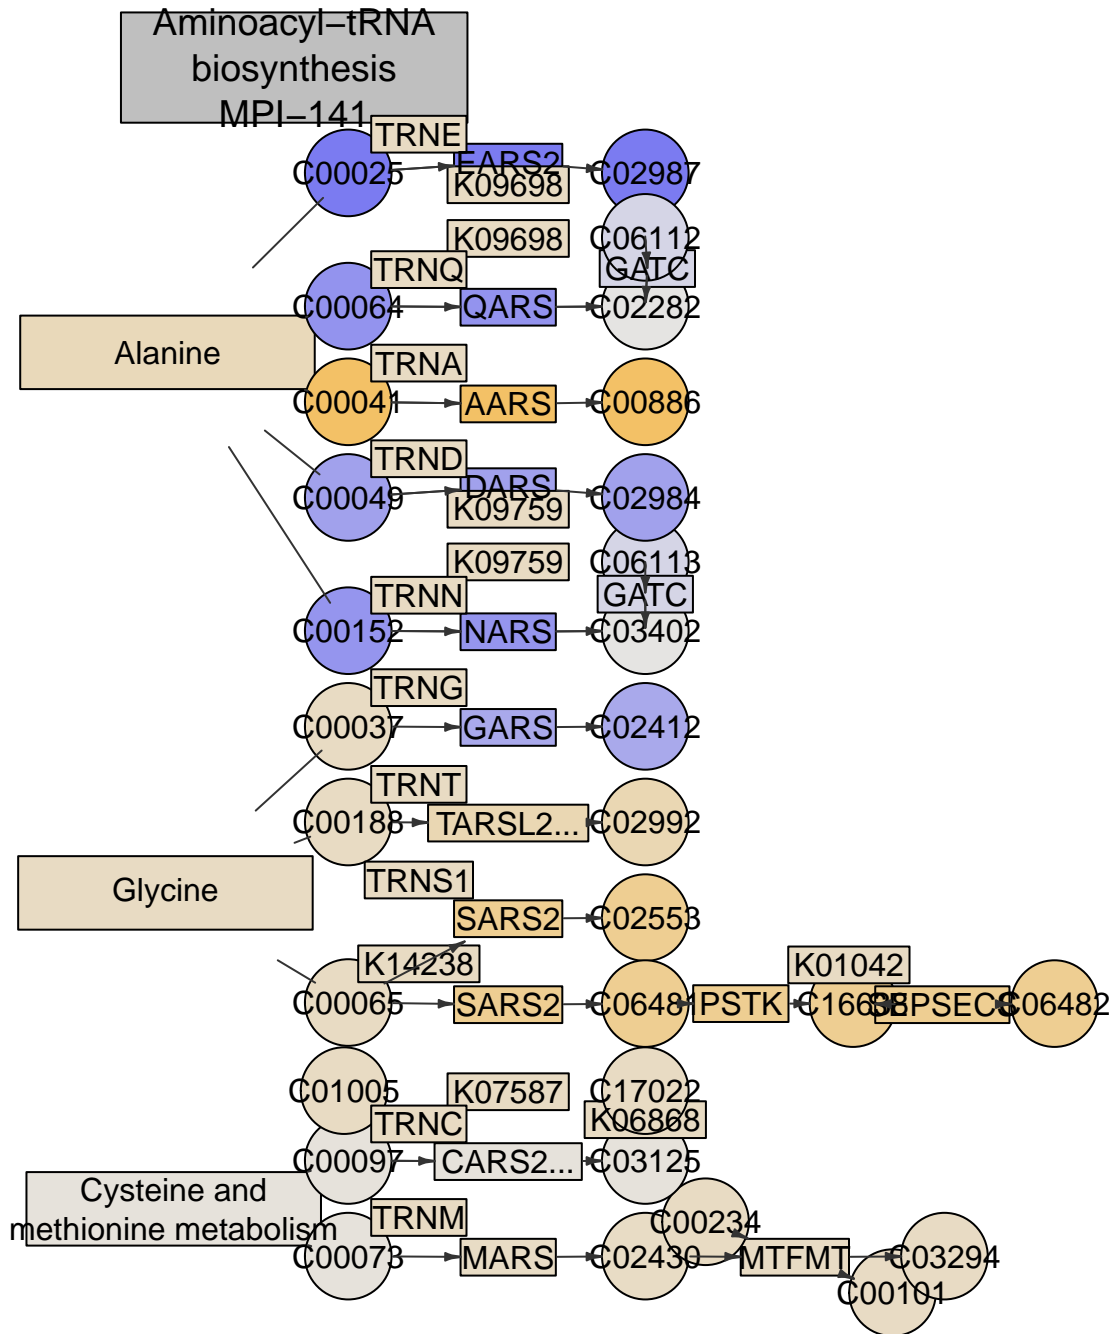 Aminoacyl−tRNA
biosynthesis
MPI−141
TRNE
C00025
EARS2
C02987
K09698
K09698
C06112
TRNQ
GATC
C00064
QARS
C02282
Alanine
TRNA
C00041
AARS
C00886
TRND
C00049
DARS
C02984
K09759
K09759
C06113
TRNN
GATC
C00152
NARS
C03402
TRNG
C00037
GARS
C02412
TRNT
C00188
TARSL2...
C02992
TRNS1
Glycine
SARS2
C02553
K14238
K01042
C00065
SARS2
C06481
PSTK
C16638
SEPSECS
C06482
C01005
K07587
C17022
TRNC
K06868
C00097
CARS2...
C03125
Cysteine and
methionine metabolism
TRNM
C00234
C00073
MARS
C02430
MTFMT
C03294
C00101